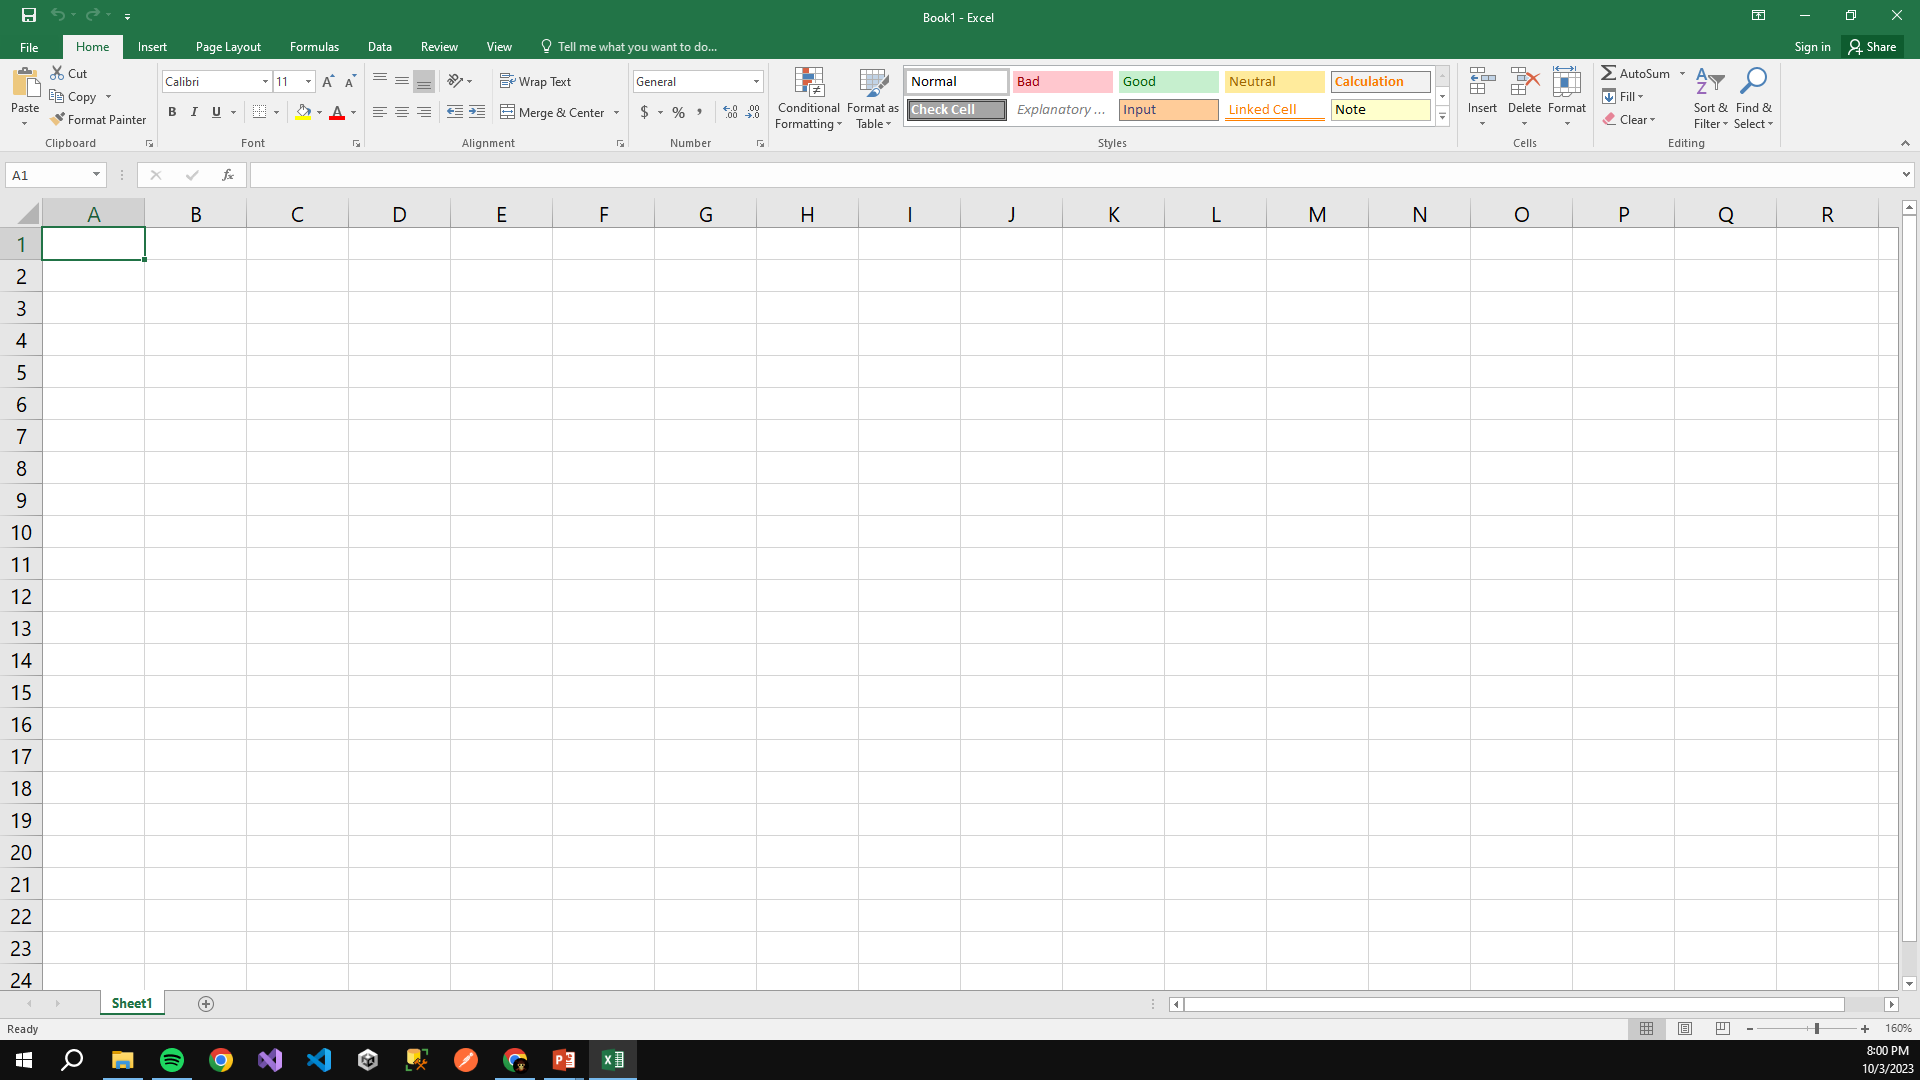 Book1 - Excel
File Home Insert Page Layout Formulas Data Review View Tell me what you want to do... Sign in Share
Paste Cut Copy Format Painter Clipboard
Calibri 11 B I U A Font
Wrap Text Merge & Center Alignment
General $ % , Number
Conditional Formatting Format as Table
Normal Bad Good Neutral Calculation
Check Cell Explanatory ... Input Linked Cell Note
Styles
Insert Delete Format Cells
AutoSum Fill Clear Sort & Filter Find & Select Editing
A1 fx
A B C D E F G H I J K L M N O P Q R
1
2
3
4
5
6
7
8
9
10
11
12
13
14
15
16
17
18
19
20
21
22
23
24
Sheet1
Ready 160%
8:00 PM
10/3/2023